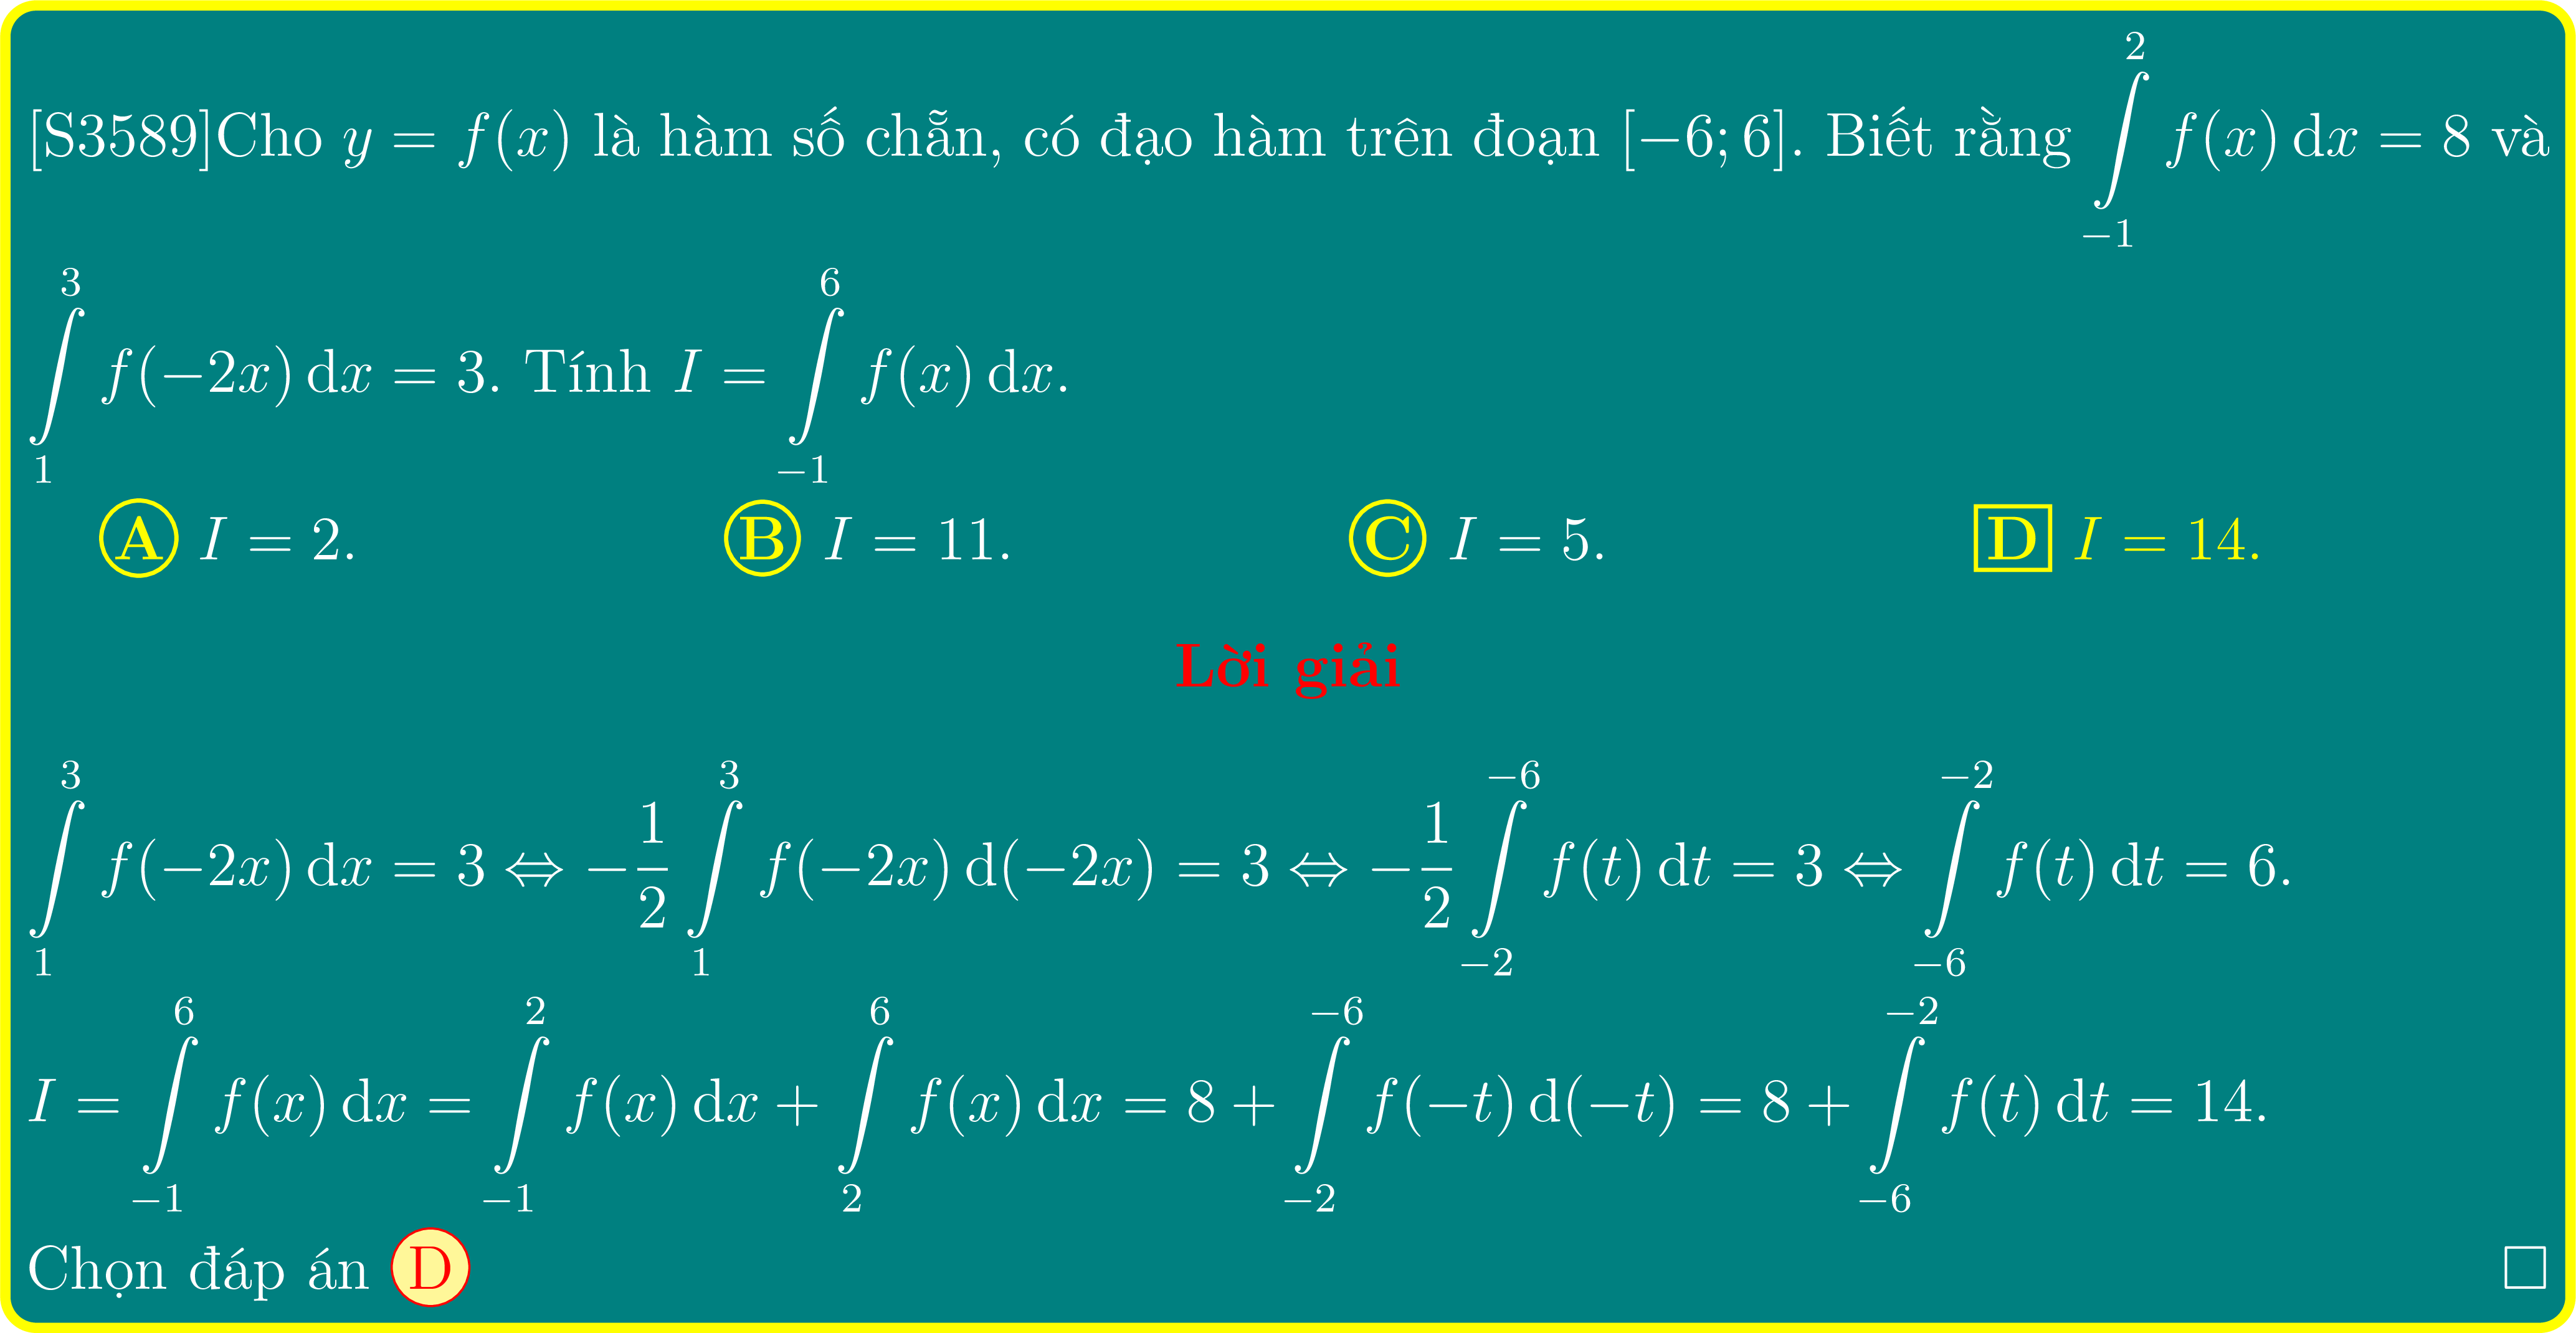 [S3589]Cho $y = f(x)$ là hàm số chẵn, có đạo hàm trên đoạn $[-6; 6]$. Biết rằng $\int\limits_{-1}^{2} f(x)\,\mathrm{d}x = 8$ và
$\int\limits_{1}^{3} f(-2x)\,\mathrm{d}x = 3$. Tính $I = \int\limits_{-1}^{6} f(x)\,\mathrm{d}x$.
A $I = 2$. B $I = 11$. C $I = 5$. D $I = 14$.
Lời giải
$\int\limits_{1}^{3} f(-2x)\,\mathrm{d}x = 3 \Leftrightarrow -\frac{1}{2}\int\limits_{1}^{3} f(-2x)\,\mathrm{d}(-2x) = 3 \Leftrightarrow -\frac{1}{2}\int\limits_{-2}^{-6} f(t)\,\mathrm{d}t = 3 \Leftrightarrow \int\limits_{-6}^{-2} f(t)\,\mathrm{d}t = 6.$
$I = \int\limits_{-1}^{6} f(x)\,\mathrm{d}x = \int\limits_{-1}^{2} f(x)\,\mathrm{d}x + \int\limits_{2}^{6} f(x)\,\mathrm{d}x = 8 + \int\limits_{-2}^{-6} f(-t)\,\mathrm{d}(-t) = 8 + \int\limits_{-6}^{-2} f(t)\,\mathrm{d}t = 14.$
Chọn đáp án D □